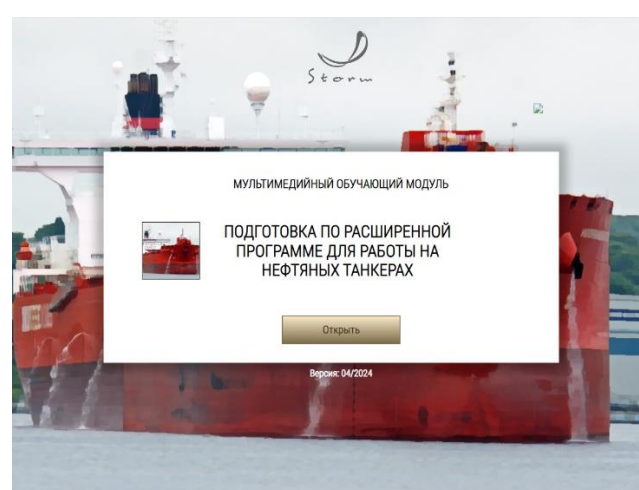 Storm
МУЛЬТИМЕДИЙНЫЙ ОБУЧАЮЩИЙ МОДУЛЬ
ПОДГОТОВКА ПО РАСШИРЕННОЙ
ПРОГРАММЕ ДЛЯ РАБОТЫ НА
НЕФТЯНЫХ ТАНКЕРАХ
Открыть
Версия: 04/2024